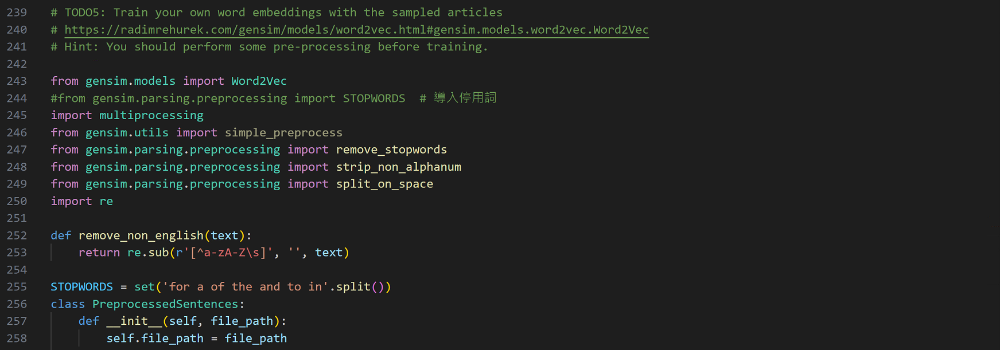 239 # TODO5: Train your own word embeddings with the sampled articles
240 # https://radimrehurek.com/gensim/models/word2vec.html#gensim.models.word2vec.Word2Vec
241 # Hint: You should perform some pre-processing before training.
242
243 from gensim.models import Word2Vec
244 #from gensim.parsing.preprocessing import STOPWORDS  # 導入停用詞
245 import multiprocessing
246 from gensim.utils import simple_preprocess
247 from gensim.parsing.preprocessing import remove_stopwords
248 from gensim.parsing.preprocessing import strip_non_alphanum
249 from gensim.parsing.preprocessing import split_on_space
250 import re
251
252 def remove_non_english(text):
253     return re.sub(r'[^a-zA-Z\s]', '', text)
254
255 STOPWORDS = set('for a of the and to in'.split())
256 class PreprocessedSentences:
257     def __init__(self, file_path):
258         self.file_path = file_path